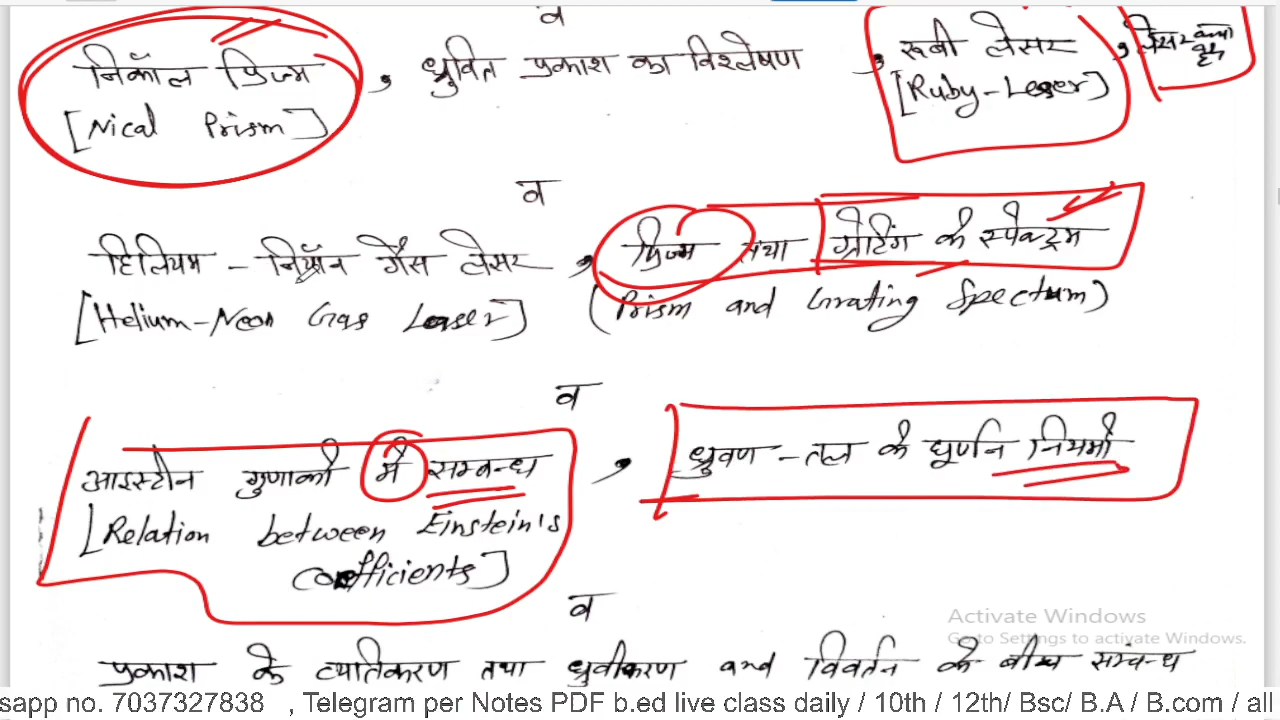 व
निकॉल प्रिज्म , ध्रुवित प्रकाश का विश्लेषण , रूबी लेसर , लेसर
[Nical Prism] [Ruby-Laser]
व
हिलियम - निऑन गैस लेसर , प्रिज्म तथा ग्रेटिंग के स्पेक्ट्रम
[Helium-Neon Gas Laser] (Prism and Grating Spectum)
व
आइस्टीन गुणाकों में सम्बन्ध , ध्रुवण - तल के घूर्णन नियमों
[Relation between Einstein's
Coefficients]
व
प्रकाश के व्यतिकरण तथा ध्रुवीकरण and विवर्तन के बीच संबन्ध
Activate Windows
Go to Settings to activate Windows.
sapp no. 7037327838 , Telegram per Notes PDF b.ed live class daily / 10th / 12th/ Bsc/ B.A / B.com / all